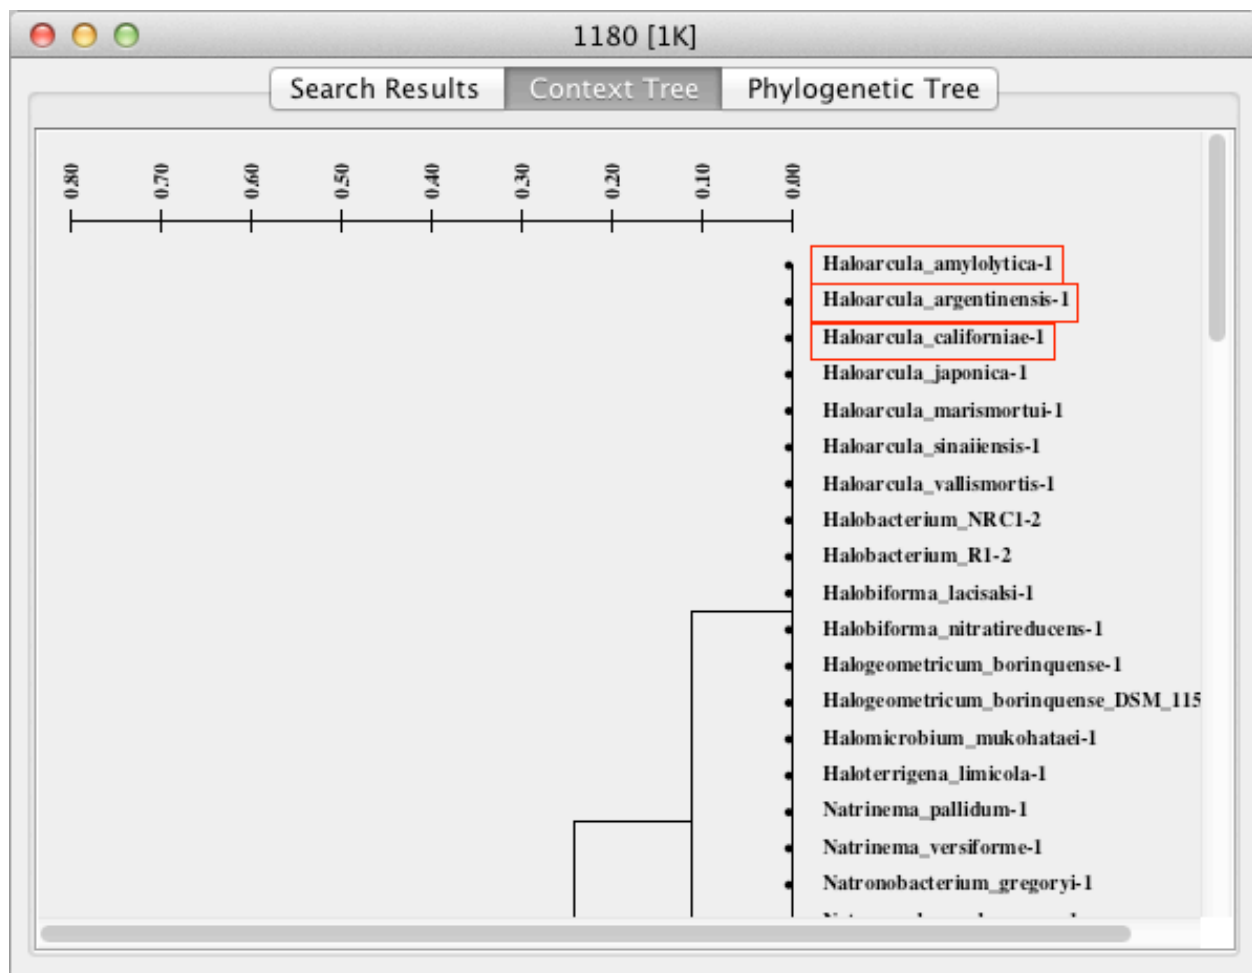 1180 [1K]
Search Results Context Tree Phylogenetic Tree
0.80 0.70 0.60 0.50 0.40 0.30 0.20 0.10 0.00
Haloarcula_amylolytica-1
Haloarcula_argentinensis-1
Haloarcula_californiae-1
Haloarcula_japonica-1
Haloarcula_marismortui-1
Haloarcula_sinaiiensis-1
Haloarcula_vallismortis-1
Halobacterium_NRC1-2
Halobacterium_R1-2
Halobiforma_lacisalsi-1
Halobiforma_nitratireducens-1
Halogeometricum_borinquense-1
Halogeometricum_borinquense_DSM_115
Halomicrobium_mukohataei-1
Haloterrigena_limicola-1
Natrinema_pallidum-1
Natrinema_versiforme-1
Natronobacterium_gregoryi-1